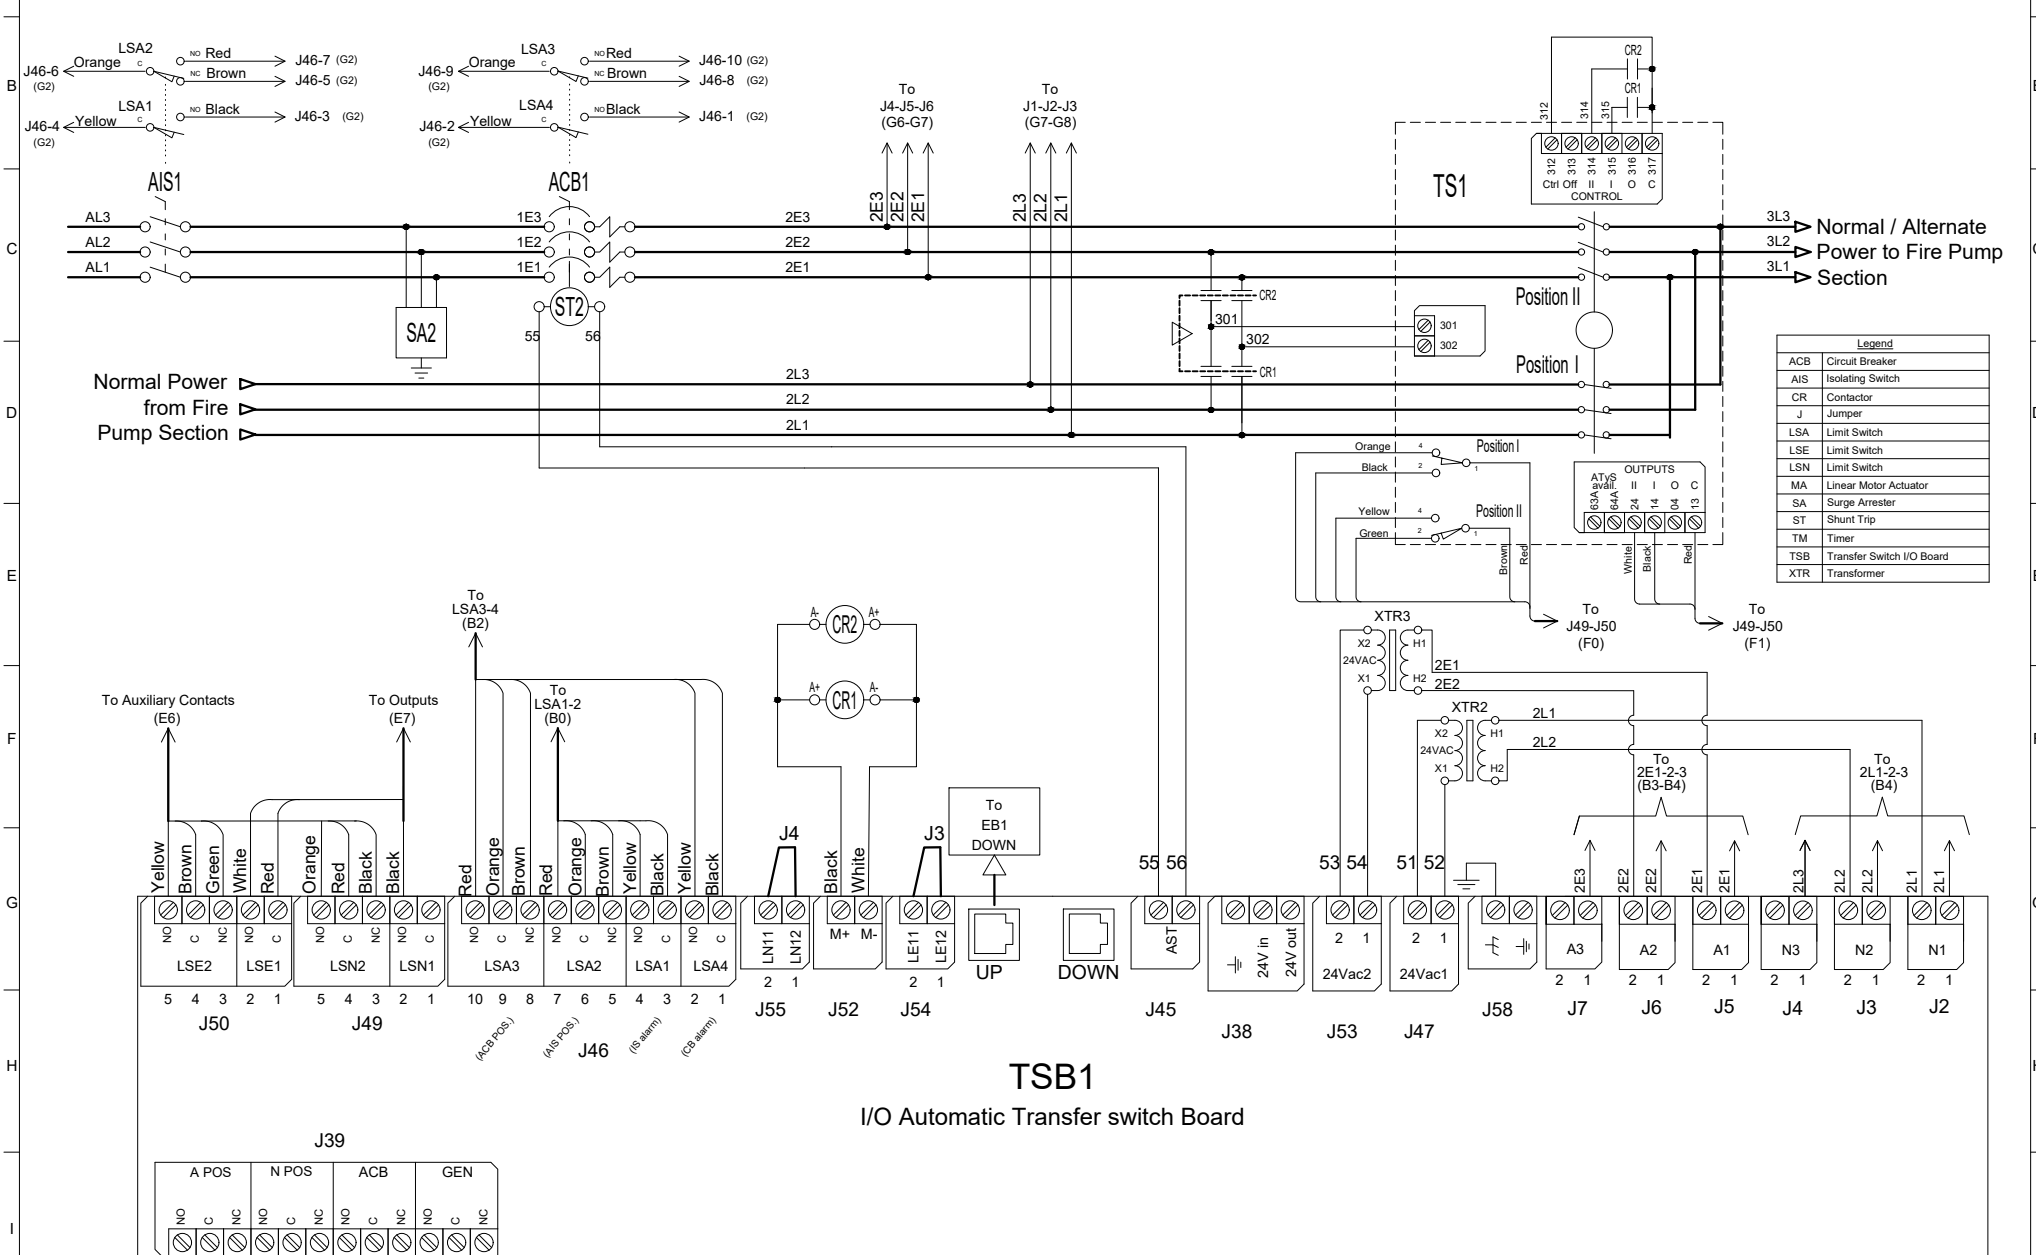 LSA2
NO Red
J46-7 (G2)
Orange
C
NC Brown
J46-5 (G2)
J46-6
(G2)
LSA1
NO Black
J46-3 (G2)
Yellow
C
J46-4
(G2)
LSA3
NO Red
J46-10 (G2)
Orange
C
NC Brown
J46-8 (G2)
J46-9
(G2)
LSA4
NO Black
J46-1 (G2)
Yellow
C
J46-2
(G2)
To
J4-J5-J6
(G6-G7)
To
J1-J2-J3
(G7-G8)
CR2
CR1
312
314
315
312 313 314 315 316 317
Ctrl Off II I O C
CONTROL
TS1
B
AIS1
ACB1
2E3 2E2 2E1
2L3 2L2 2L1
AL3
1E3
2E3
3L3
Normal / Alternate
C
AL2
1E2
2E2
3L2
Power to Fire Pump
AL1
1E1
2E1
3L1
Section
ST2
55
56
SA2
CR2
301
302
CR1
301
302
Position II
Position I
Normal Power
2L3
from Fire
2L2
Pump Section
2L1
D
Legend
ACB Circuit Breaker
AIS Isolating Switch
CR Contactor
J Jumper
LSA Limit Switch
LSE Limit Switch
LSN Limit Switch
MA Linear Motor Actuator
SA Surge Arrester
ST Shunt Trip
TM Timer
TSB Transfer Switch I/O Board
XTR Transformer
Orange 4 Position I
Black 2 1
Yellow 4 Position II
Green 2 1
Brown
Red
OUTPUTS
ATyS
avail. II I O C
63A 64A 24 14 04 13
White
Black
Red
E
To
J49-J50
(F0)
To
J49-J50
(F1)
To
LSA3-4
(B2)
A- CR2 A+
A+ CR1 A-
XTR3
X2 H1
24VAC
X1 H2
2E1
2E2
XTR2
X2 H1
24VAC
X1 H2
2L1
2L2
To Auxiliary Contacts
(E6)
To Outputs
(E7)
To
LSA1-2
(B0)
F
To
2E1-2-3
(B3-B4)
To
2L1-2-3
(B4)
To
EB1
DOWN
J4
J3
Yellow Brown Green White Red
Orange Red Black Black
Red Orange Brown Red Orange Brown Yellow Black Yellow Black
Black White
55 56
53 54
51 52
2E3 2E2 2E2 2E1 2E1 2L3 2L2 2L2 2L1 2L1
G
NO C NC NO C
LSE2 LSE1
5 4 3 2 1
J50
NO C NC NO C
LSN2 LSN1
5 4 3 2 1
J49
NO C NC NO C NC NO C NO C
LSA3 LSA2 LSA1 LSA4
10 9 8 7 6 5 4 3 2 1
(ACB POS.) (AIS POS.) (IS alarm) (CB alarm)
J46
LN11 LN12
2 1
J55
M+ M-
J52
LE11 LE12
2 1
J54
UP
DOWN
AST
J45
24V in 24V out
J38
2 1
24Vac2
J53
2 1
24Vac1
J47
J58
A3
2 1
J7
A2
2 1
J6
A1
2 1
J5
N3
2 1
J4
N2
2 1
J3
N1
2 1
J2
H
TSB1
I/O Automatic Transfer switch Board
J39
A POS N POS ACB GEN
NO C NC NO C NC NO C NC NO C NC
I